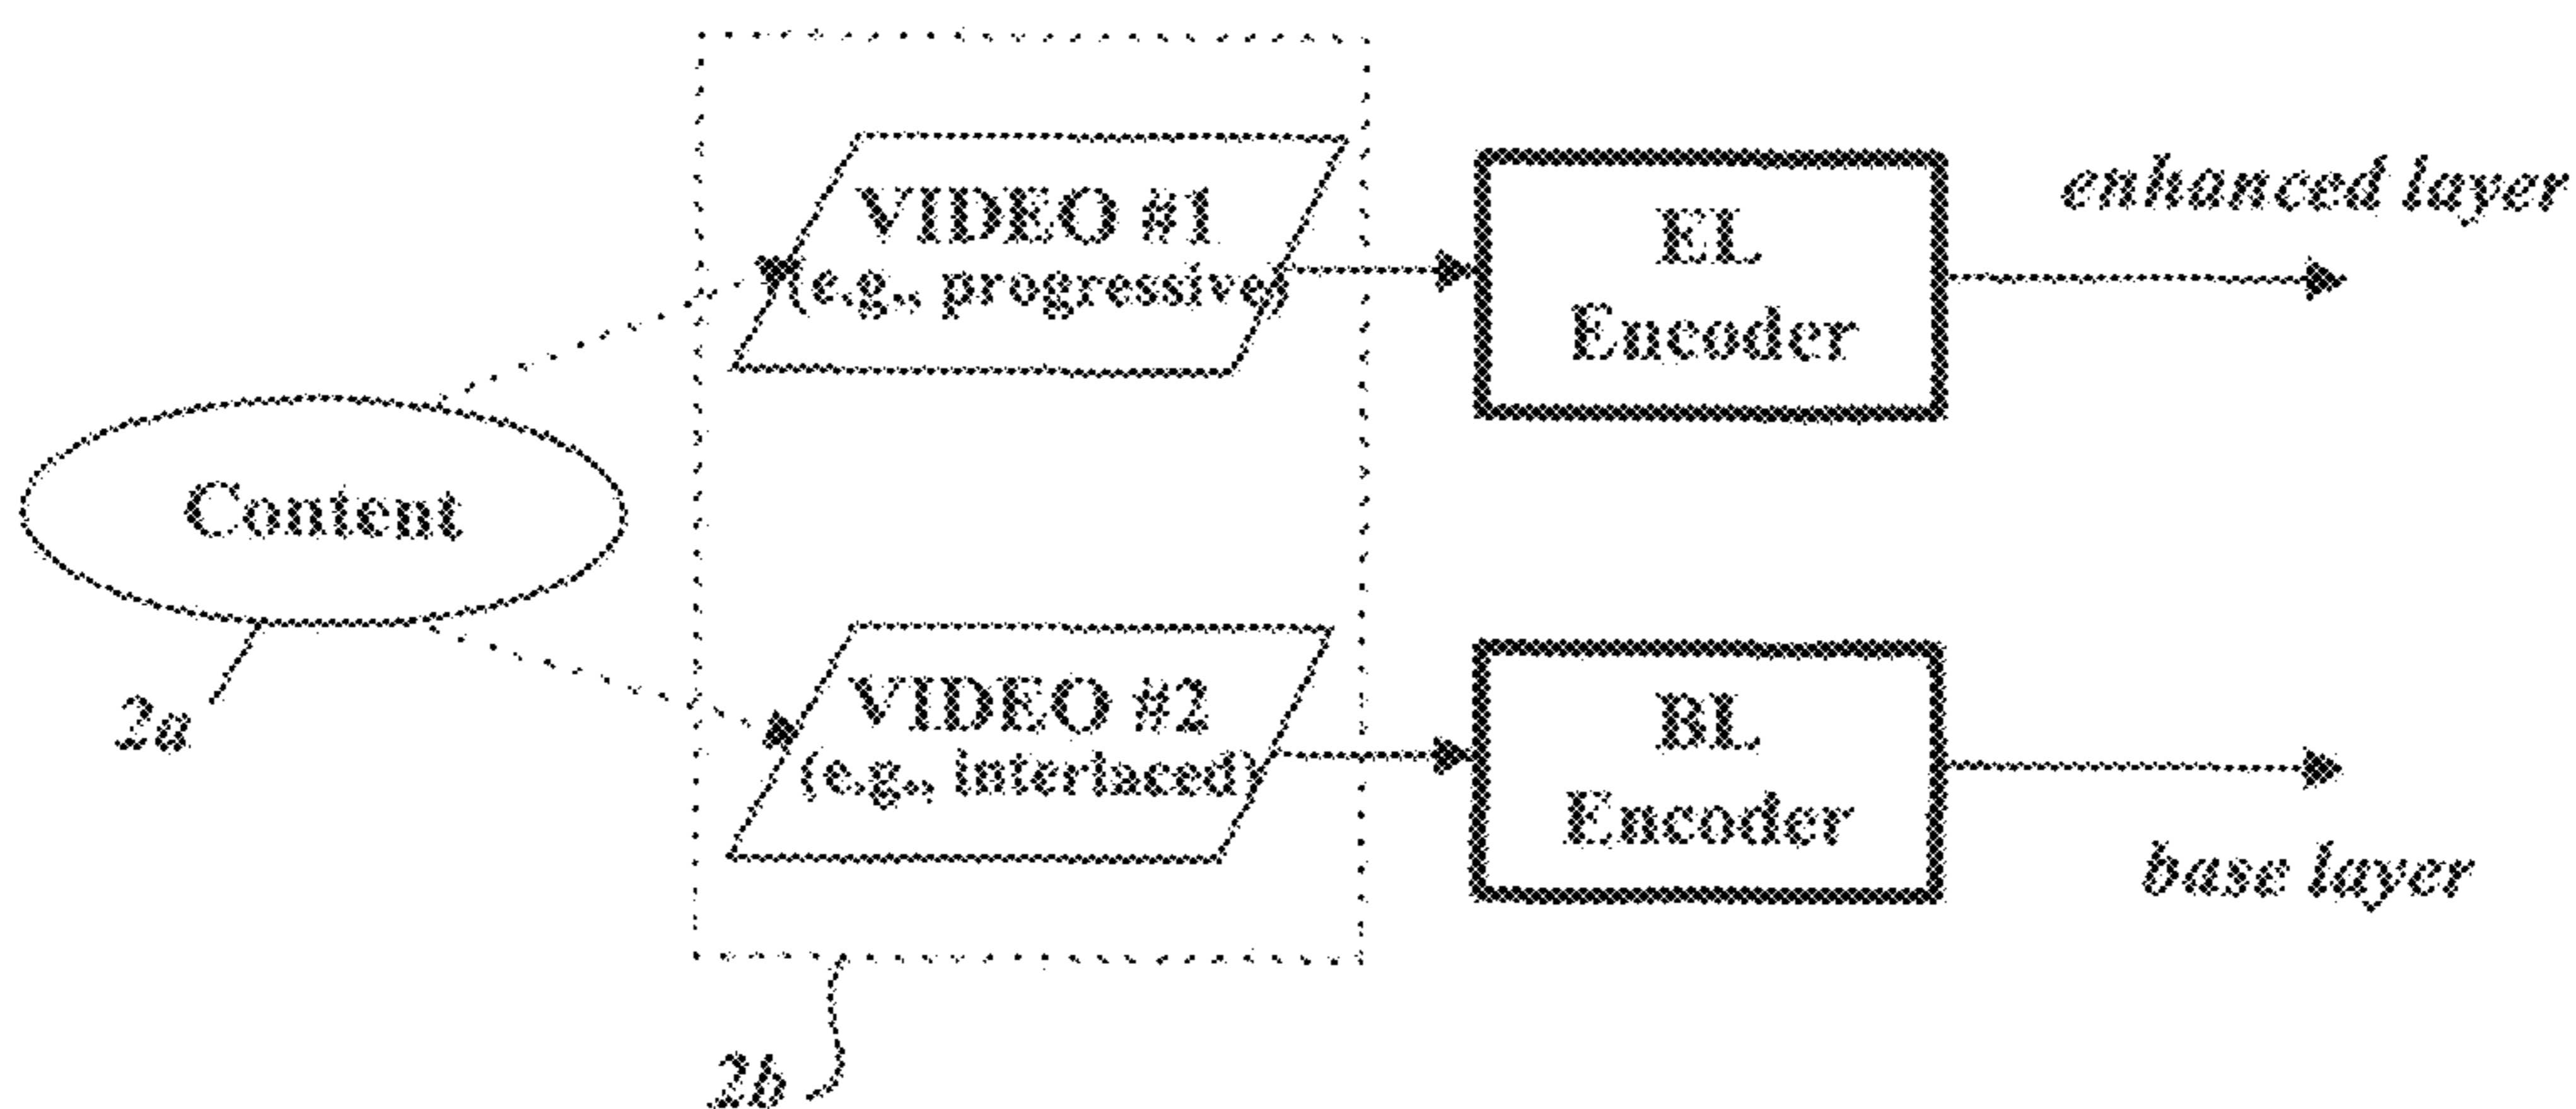 VIDEO #1
(e.g., progressive)
EL
Encoder
enhanced layer
Content
2a
VIDEO #2
(e.g., interlaced)
BL
Encoder
base layer
2b